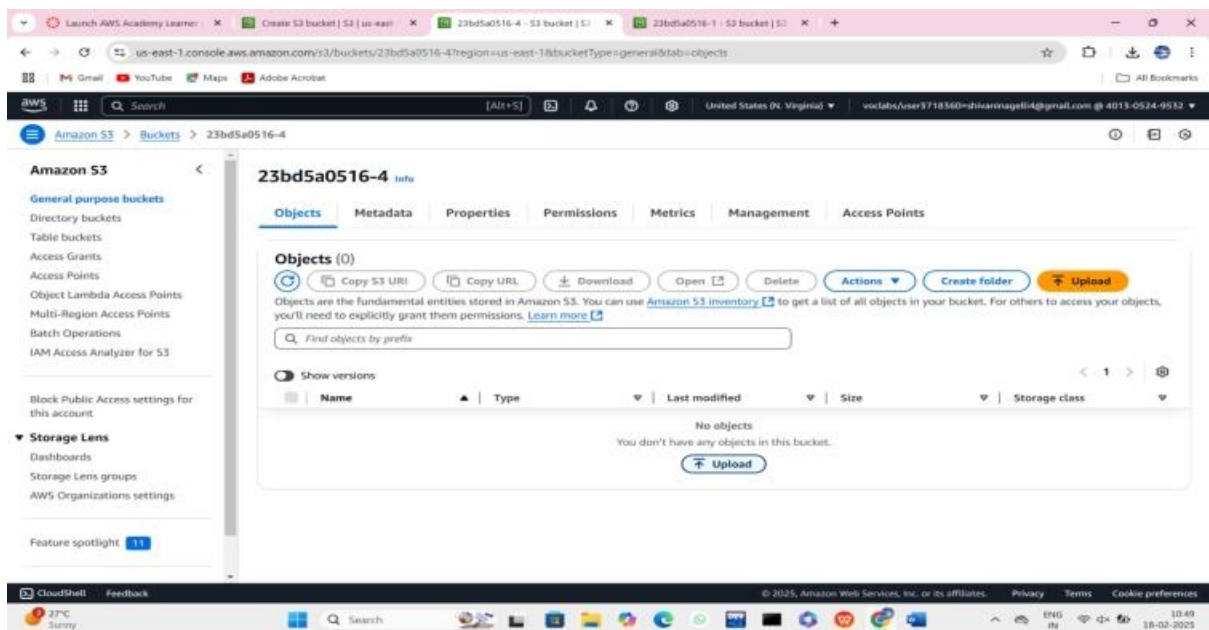 Launch AWS Academy Learner
Create S3 bucket | S3 | us-east-
23bd5a0516-4 - S3 bucket | S3
23bd5a0516-1 - S3 bucket | S3
us-east-1.console.aws.amazon.com/s3/buckets/23bd5a0516-4?region=us-east-1&bucketType=general&tab=objects
Gmail YouTube Maps Adobe Acrobat All Bookmarks
aws Search [Alt+S] United States (N. Virginia) voclabs/user3718360=shivaninagelli4@gmail.com @ 4013-0524-9532
Amazon S3 > Buckets > 23bd5a0516-4
Amazon S3
General purpose buckets
Directory buckets
Table buckets
Access Grants
Access Points
Object Lambda Access Points
Multi-Region Access Points
Batch Operations
IAM Access Analyzer for S3
Block Public Access settings for
this account
Storage Lens
Dashboards
Storage Lens groups
AWS Organizations settings
Feature spotlight 11
23bd5a0516-4 Info
Objects Metadata Properties Permissions Metrics Management Access Points
Objects (0)
Copy S3 URI Copy URL Download Open Delete Actions Create folder Upload
Objects are the fundamental entities stored in Amazon S3. You can use Amazon S3 inventory to get a list of all objects in your bucket. For others to access your objects,
you'll need to explicitly grant them permissions. Learn more
Find objects by prefix
Show versions
< 1 >
Name Type Last modified Size Storage class
No objects
You don't have any objects in this bucket.
Upload
CloudShell Feedback © 2025, Amazon Web Services, Inc. or its affiliates. Privacy Terms Cookie preferences
27°C
Sunny
Search
ENG
IN
10:49
18-02-2025